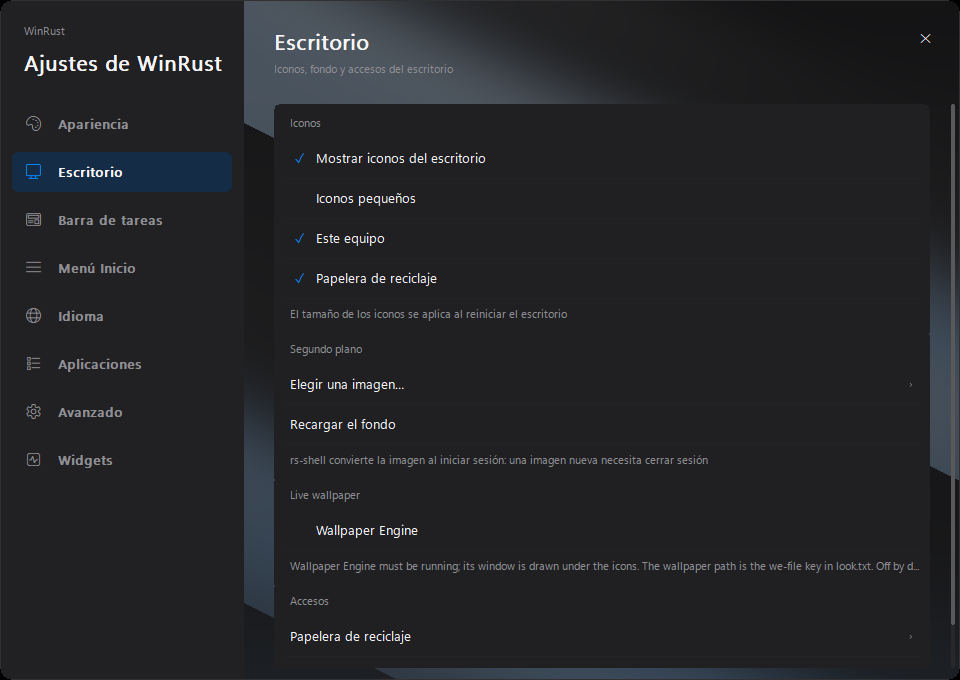 WinRust
Ajustes de WinRust
Apariencia
Escritorio
Barra de tareas
Menú Inicio
Idioma
Aplicaciones
Avanzado
Widgets
Escritorio
Iconos, fondo y accesos del escritorio
Iconos
Mostrar iconos del escritorio
Iconos pequeños
Este equipo
Papelera de reciclaje
El tamaño de los iconos se aplica al reiniciar el escritorio
Segundo plano
Elegir una imagen...
Recargar el fondo
rs-shell convierte la imagen al iniciar sesión: una imagen nueva necesita cerrar sesión
Live wallpaper
Wallpaper Engine
Wallpaper Engine must be running; its window is drawn under the icons. The wallpaper path is the we-file key in look.txt. Off by d...
Accesos
Papelera de reciclaje